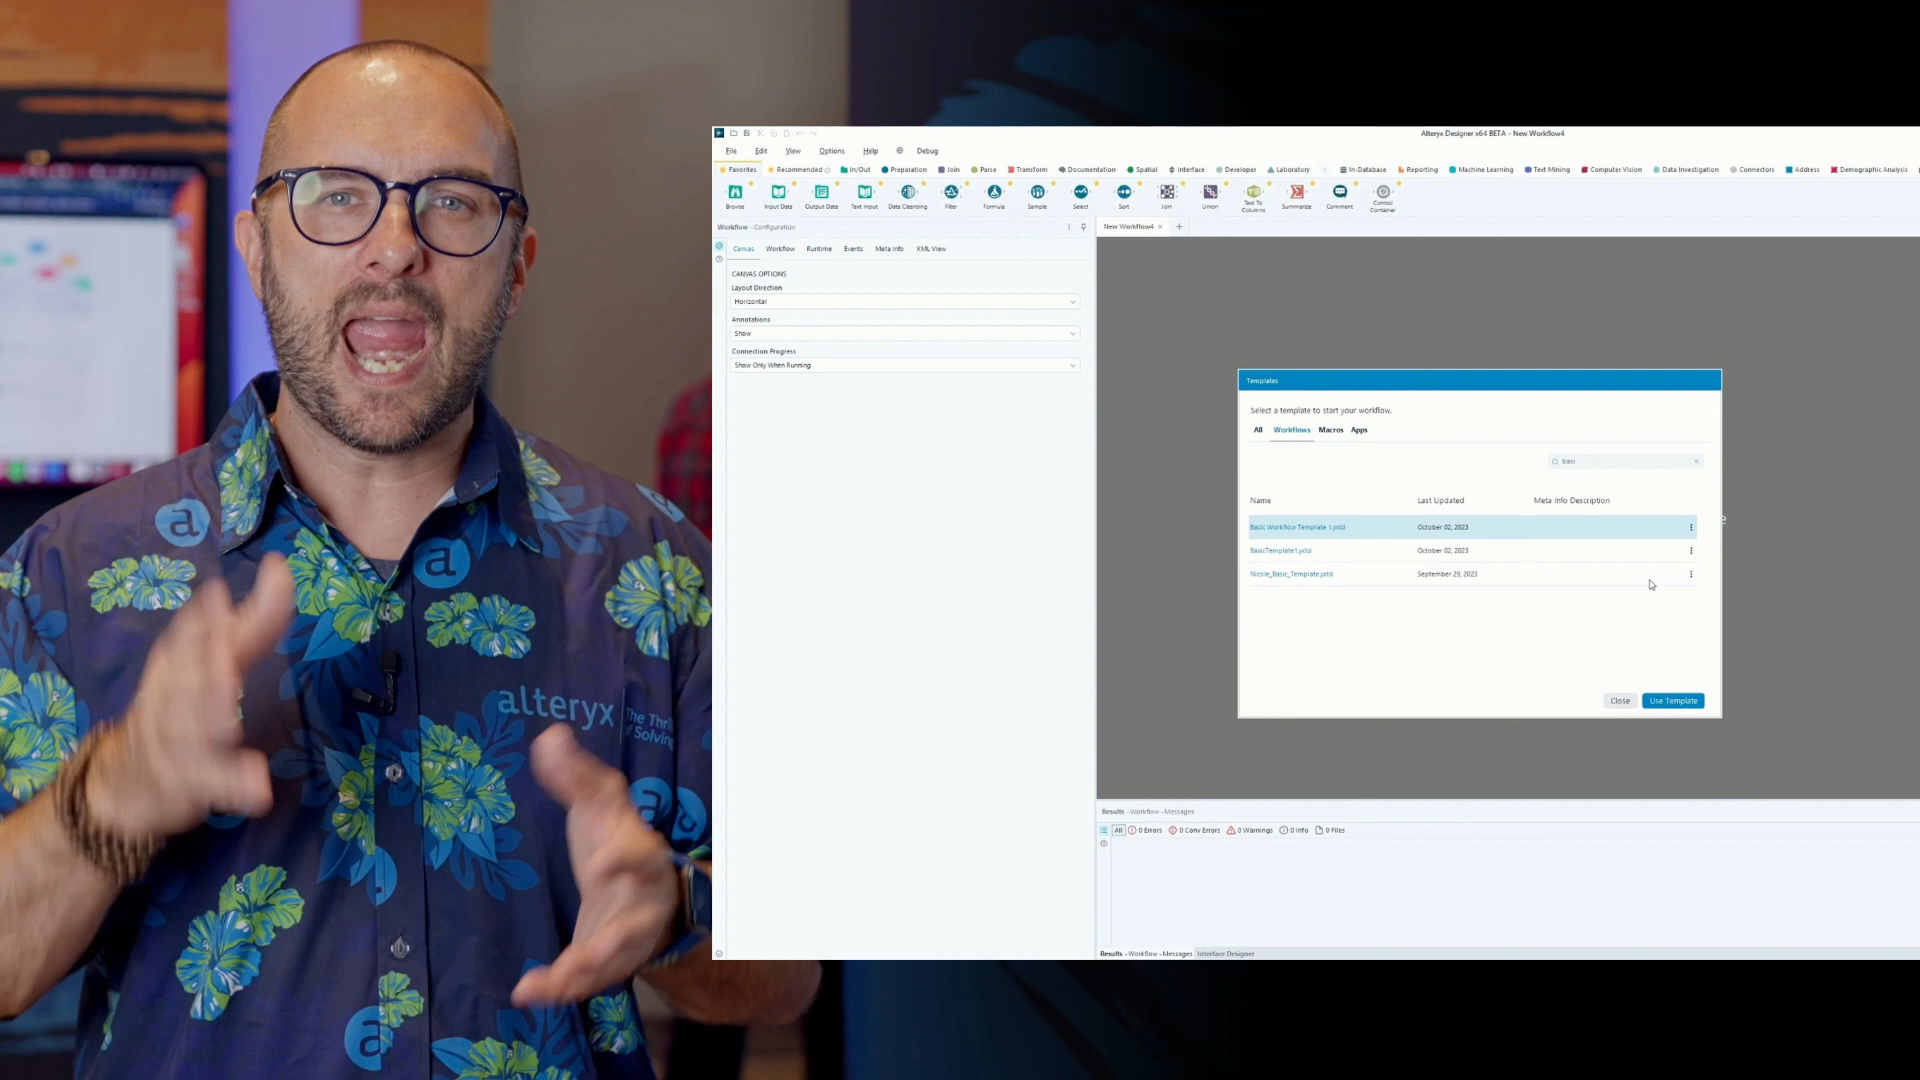 a
a
alteryx
The Thri
of Solving
a
a
Alteryx Designer x64 BETA - New Workflow4
File Edit View Options Help Debug
Favorites Recommended In/Out Preparation Join Parse Transform Documentation Spatial Interface Developer Laboratory In-Database Reporting Machine Learning Text Mining Computer Vision Data Investigation Connectors Address Demographic Analysis
Browse Input Data Output Data Text Input Data Cleansing Filter Formula Sample Select Sort Join Union Text To Columns Summarize Comment Control Container
Workflow - Configuration
New Workflow4
Canvas Workflow Runtime Events Meta Info XML View
CANVAS OPTIONS
Layout Direction
Horizontal
Annotations
Show
Connection Progress
Show Only When Running
Templates
Select a template to start your workflow.
All Workflows Macros Apps
basi
Name Last Updated Meta Info Description
Basic Workflow Template 1.yxtd October 02, 2023
BasicTemplate1.yxtd October 02, 2023
Nicole_Basic_Template.yxtd September 29, 2023
Close Use Template
Results - Workflow - Messages
All 0 Errors 0 Conv Errors 0 Warnings 0 Info 0 Files
Results - Workflow - Messages Interface Designer